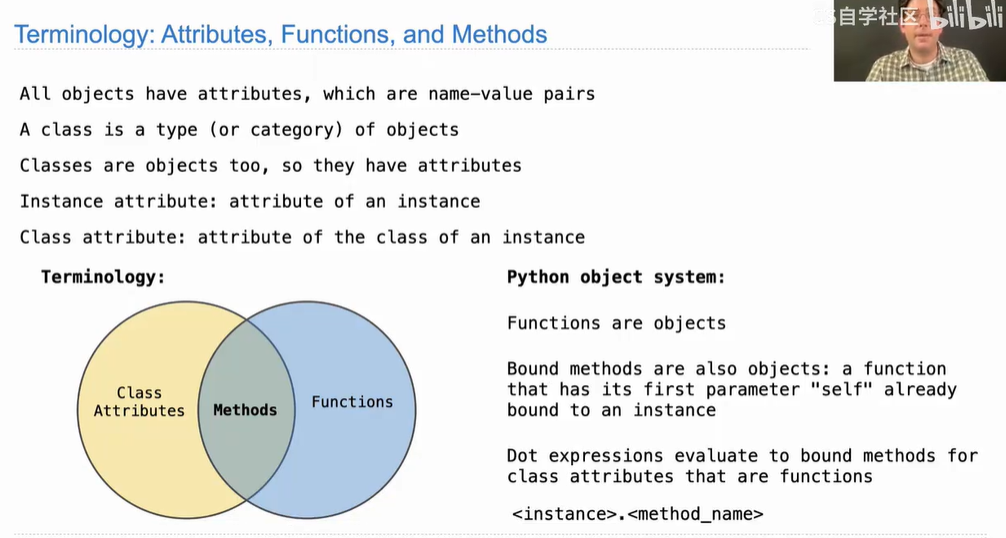 Terminology: Attributes, Functions, and Methods
自学社区
bilibili
All objects have attributes, which are name-value pairs
A class is a type (or category) of objects
Classes are objects too, so they have attributes
Instance attribute: attribute of an instance
Class attribute: attribute of the class of an instance
Terminology:
Class
Attributes
Methods
Functions
Python object system:
Functions are objects
Bound methods are also objects: a function
that has its first parameter "self" already
bound to an instance
Dot expressions evaluate to bound methods for
class attributes that are functions
<instance>.<method_name>